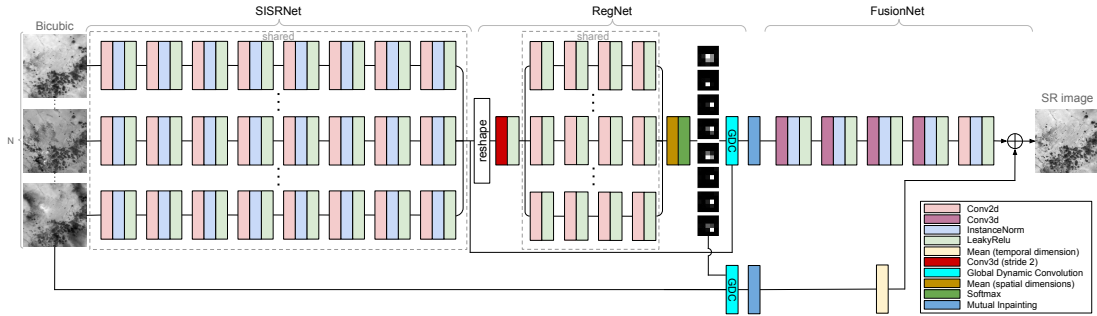 SISRNet
RegNet
FusionNet
Bicubic
shared
shared
N
reshape
GDC
SR image
GDC
Conv2d
Conv3d
InstanceNorm
LeakyRelu
Mean (temporal dimension)
Conv3d (stride 2)
Global Dynamic Convolution
Mean (spatial dimensions)
Softmax
Mutual Inpainting